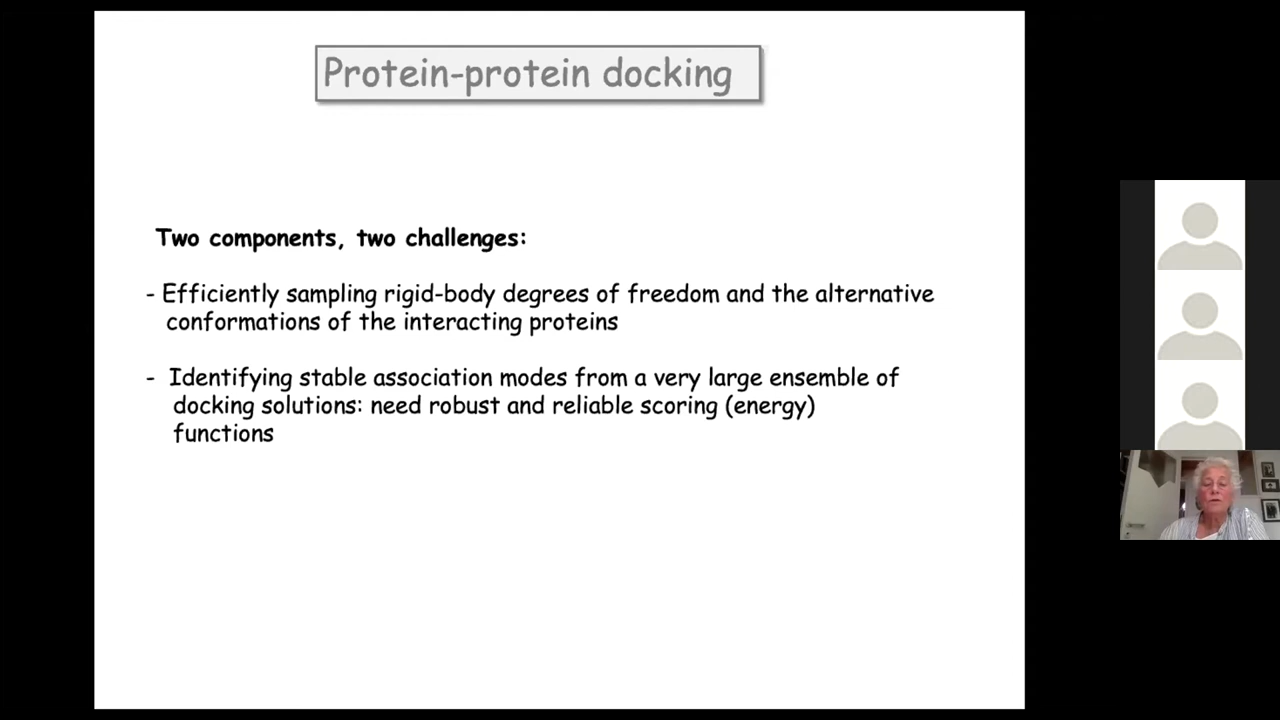 Protein-protein docking
Two components, two challenges:
- Efficiently sampling rigid-body degrees of freedom and the alternative
conformations of the interacting proteins
- Identifying stable association modes from a very large ensemble of
docking solutions: need robust and reliable scoring (energy)
functions